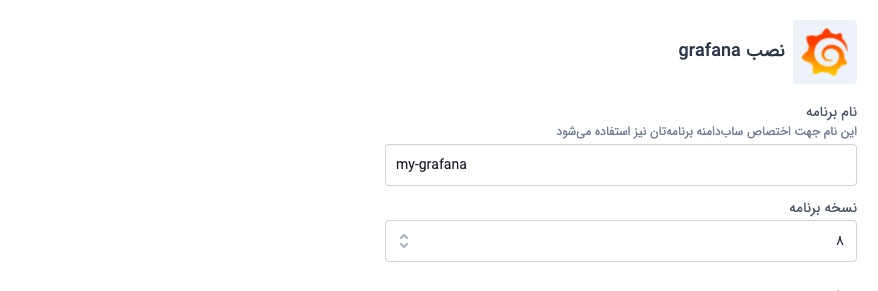 نصب grafana
نام برنامه
این نام جهت اختصاص ساب‌دامنه برنامه‌تان نیز استفاده می‌شود
my-grafana
نسخه برنامه
۸